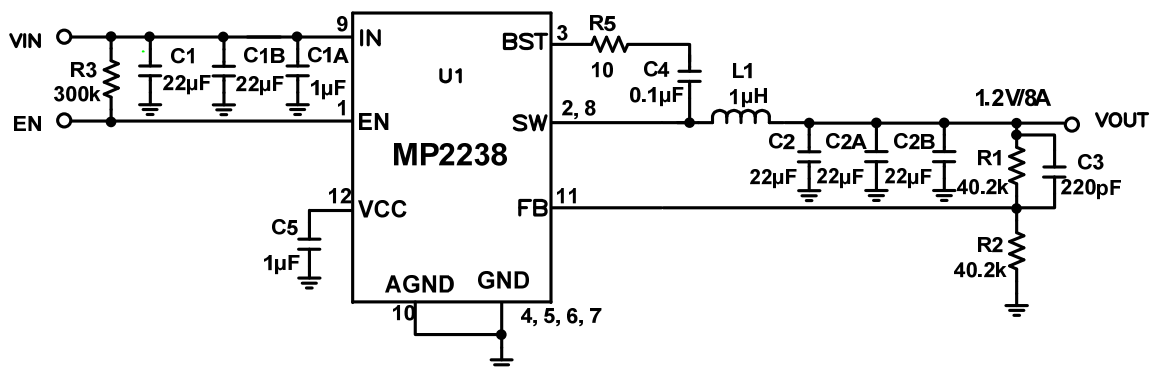 VIN
9
IN
C1
22µF
C1B
22µF
C1A
1µF
R3
300k
1
EN
EN
U1
MP2238
BST
3
R5
10
C4
0.1µF
SW
2, 8
L1
1µH
1.2V/8A
VOUT
C2
22µF
C2A
22µF
C2B
22µF
R1
40.2k
C3
220pF
12
VCC
C5
1µF
FB
11
R2
40.2k
AGND
10
GND
4, 5, 6, 7